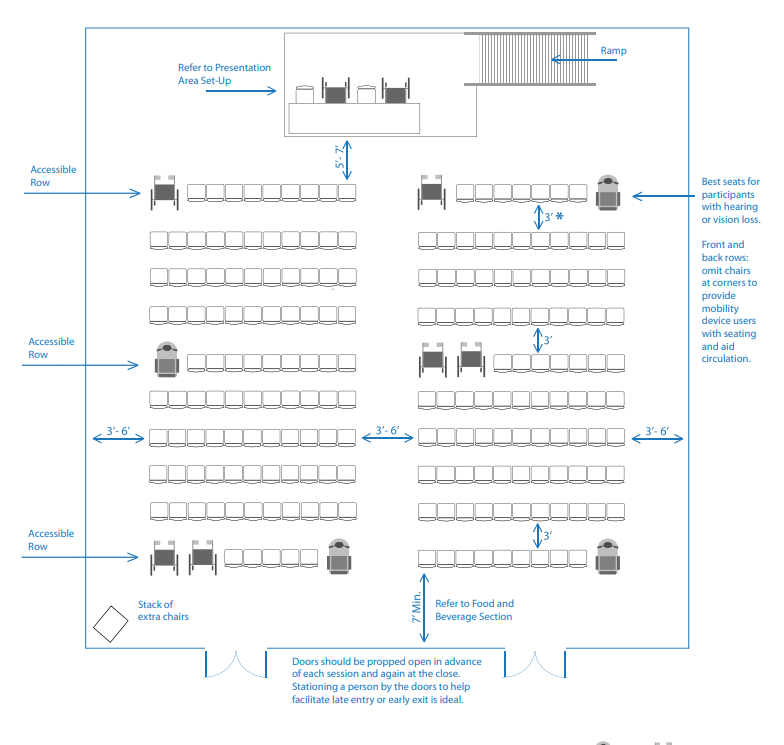 Ramp
Refer to Presentation
Area Set-Up
5'- 7'
Accessible
Row
Best seats for
participants
with hearing
or vision loss.
3' *
Front and
back rows:
omit chairs
at corners to
provide
mobility
device users
with seating
and aid
circulation.
Accessible
Row
3'
3'- 6'
3'- 6'
3'- 6'
Accessible
Row
3'
7' Min.
Stack of
extra chairs
Refer to Food and
Beverage Section
Doors should be propped open in advance
of each session and again at the close.
Stationing a person by the doors to help
facilitate late entry or early exit is ideal.